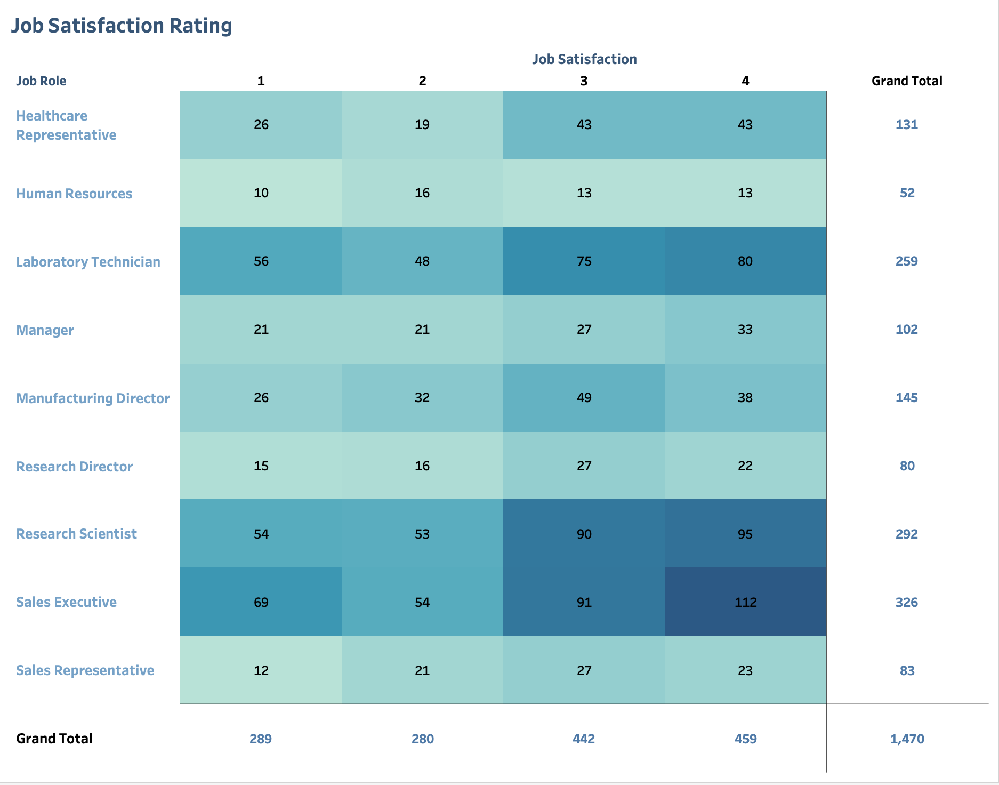 Job Satisfaction Rating
Job Satisfaction
Job Role 1 2 3 4 Grand Total
Healthcare
Representative 26 19 43 43 131
Human Resources 10 16 13 13 52
Laboratory Technician 56 48 75 80 259
Manager 21 21 27 33 102
Manufacturing Director 26 32 49 38 145
Research Director 15 16 27 22 80
Research Scientist 54 53 90 95 292
Sales Executive 69 54 91 112 326
Sales Representative 12 21 27 23 83
Grand Total 289 280 442 459 1,470